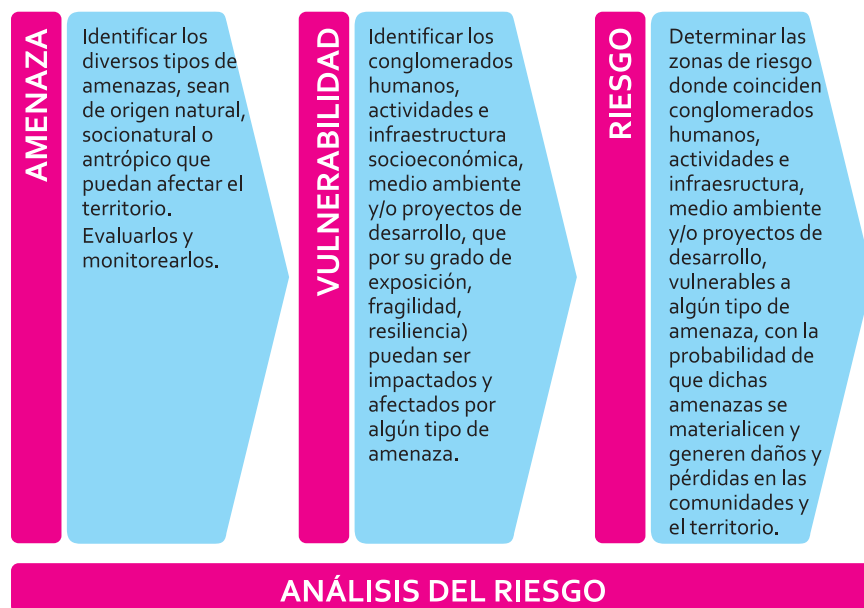 AMENAZA
Identificar los
diversos tipos de
amenazas, sean
de origen natural,
socionatural o
antrópico que
puedan afectar el
territorio.
Evaluarlos y
monitorearlos.
VULNERABILIDAD
Identificar los
conglomerados
humanos,
actividades e
infraestructura
socioeconómica,
medio ambiente
y/o proyectos de
desarrollo, que
por su grado de
exposición,
fragilidad,
resiliencia)
puedan ser
impactados y
afectados por
algún tipo de
amenaza.
RIESGO
Determinar las
zonas de riesgo
donde coinciden
conglomerados
humanos,
actividades e
infraesructura,
medio ambiente
y/o proyectos de
desarrollo,
vulnerables a
algún tipo de
amenaza, con la
probabilidad de
que dichas
amenazas se
materialicen y
generen daños y
pérdidas en las
comunidades y
el territorio.
ANÁLISIS DEL RIESGO